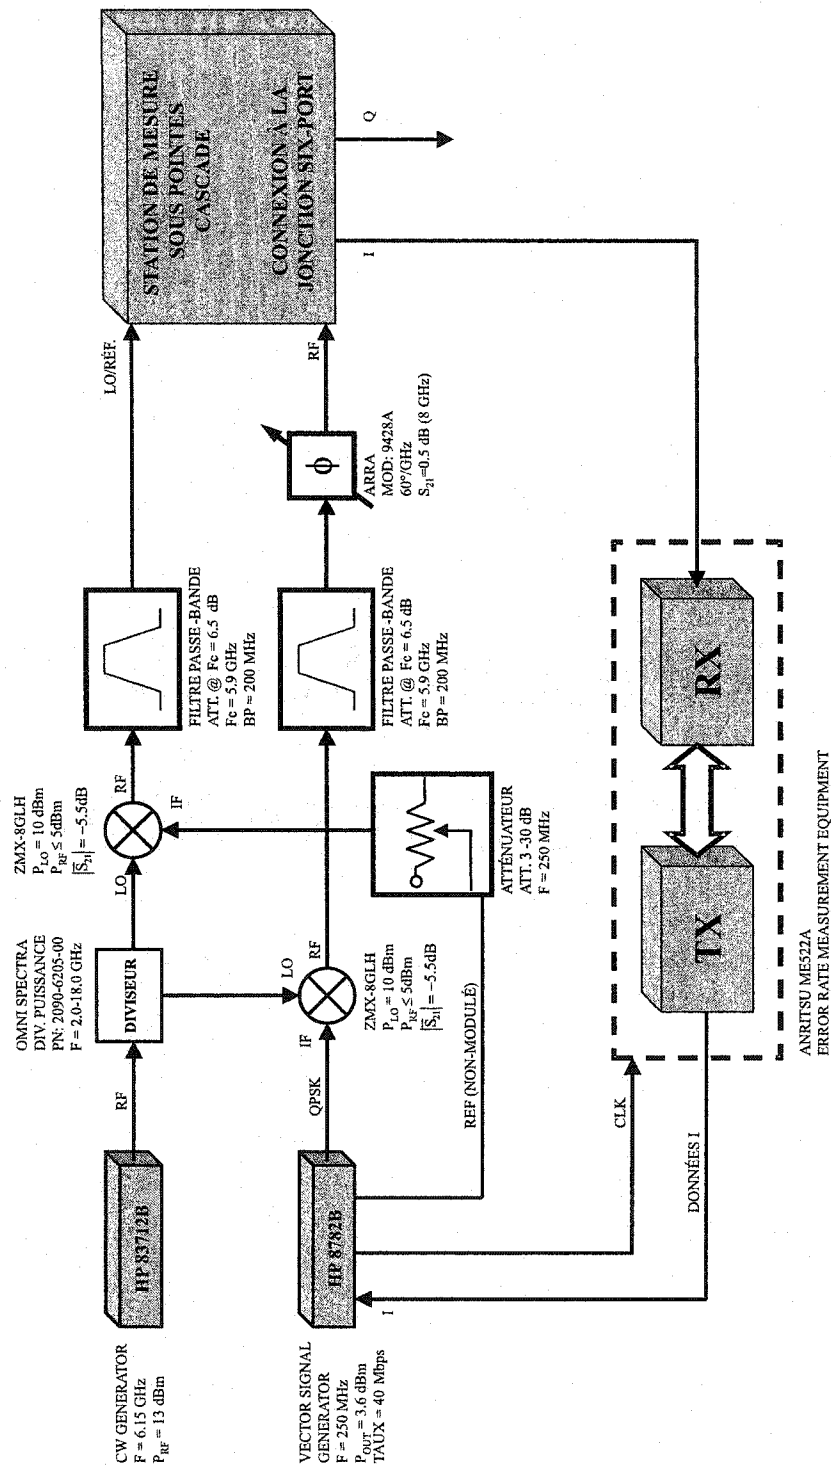 CW GENERATOR
F = 6.15 GHz
P_RF = 13 dBm
HP 83712B
RF
OMNI SPECTRA
DIV. PUISSANCE
PN: 2090-6205-00
F = 2.0-18.0 GHz
DIVISEUR
LO
ZMX-8GLH
P_LO = 10 dBm
P_RF ≤ 5dBm
|S_21| = −5.5dB
RF
IF
FILTRE PASSE-BANDE
ATT. @ Fc = 6.5 dB
Fc = 5.9 GHz
BP = 200 MHz
LO/RÉF.
STATION DE MESURE
SOUS POINTES
CASCADE
CONNEXION À LA
JONCTION SIX-PORT
VECTOR SIGNAL
GENERATOR
F = 250 MHz
P_OUT = 3.6 dBm
TAUX = 40 Mbps
HP 8782B
QPSK
IF
LO
RF
ZMX-8GLH
P_LO = 10 dBm
P_RF ≤ 5dBm
|S_21| = −5.5dB
FILTRE PASSE-BANDE
ATT. @ Fc = 6.5 dB
Fc = 5.9 GHz
BP = 200 MHz
ϕ
ARRA
MOD: 9428A
60°/GHz
S_21=0.5 dB (8 GHz)
RF
I
Q
REF (NON-MODULÉ)
ATTÉNUATEUR
ATT. 3 -30 dB
F = 250 MHz
I
CLK
DONNÉES I
TX
RX
ANRITSU ME522A
ERROR RATE MEASUREMENT EQUIPMENT